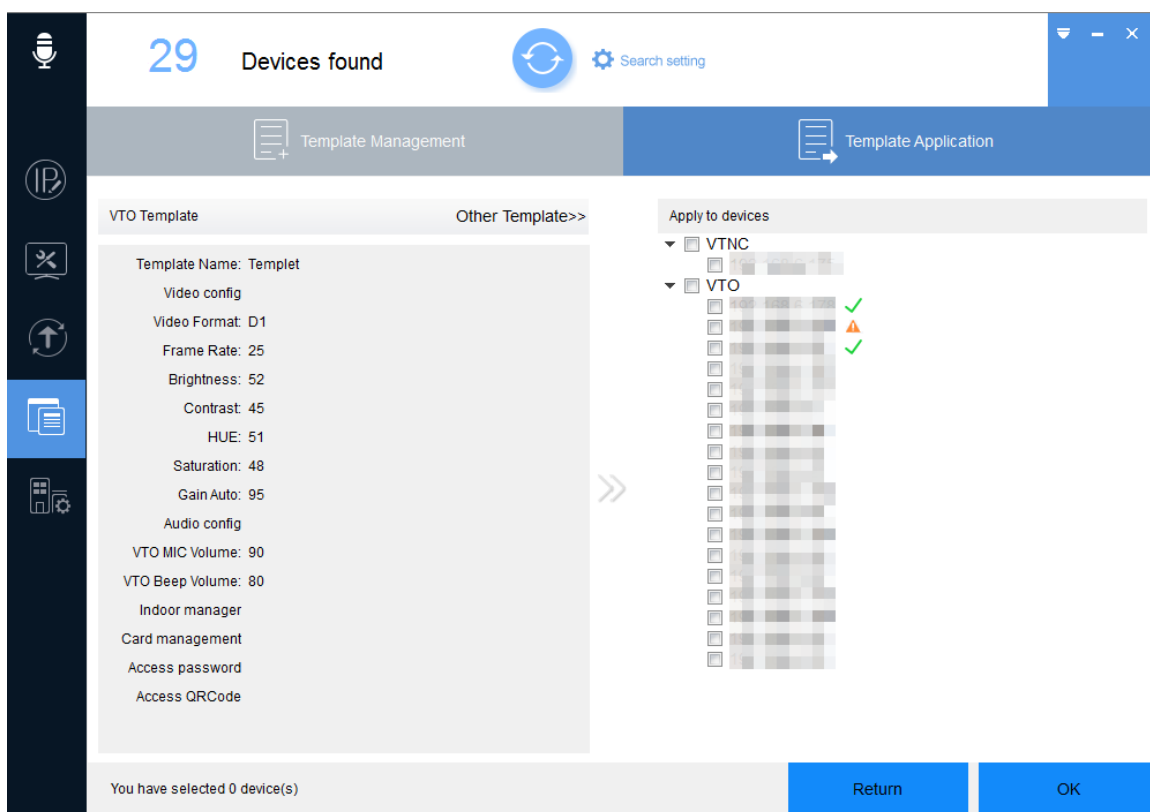 29 Devices found
Search setting
Template Management
Template Application
VTO Template
Other Template>>
Template Name: Templet
Video config
Video Format: D1
Frame Rate: 25
Brightness: 52
Contrast: 45
HUE: 51
Saturation: 48
Gain Auto: 95
Audio config
VTO MIC Volume: 90
VTO Beep Volume: 80
Indoor manager
Card management
Access password
Access QRCode
Apply to devices
VTNC
VTO
You have selected 0 device(s)
Return
OK